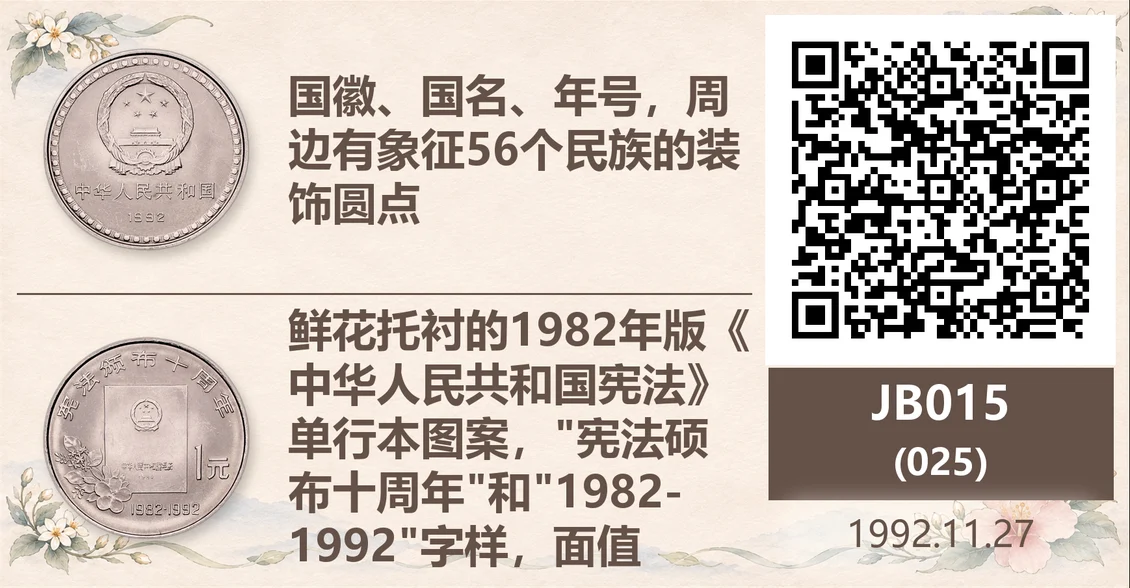 中华人民共和国
1992
国徽、国名、年号，周
边有象征56个民族的装
饰圆点
宪法颁布十周年
1元
1982-1992
鲜花托衬的1982年版《
中华人民共和国宪法》
单行本图案，"宪法硕
布十周年"和"1982-
1992"字样，面值
JB015
(025)
1992.11.27